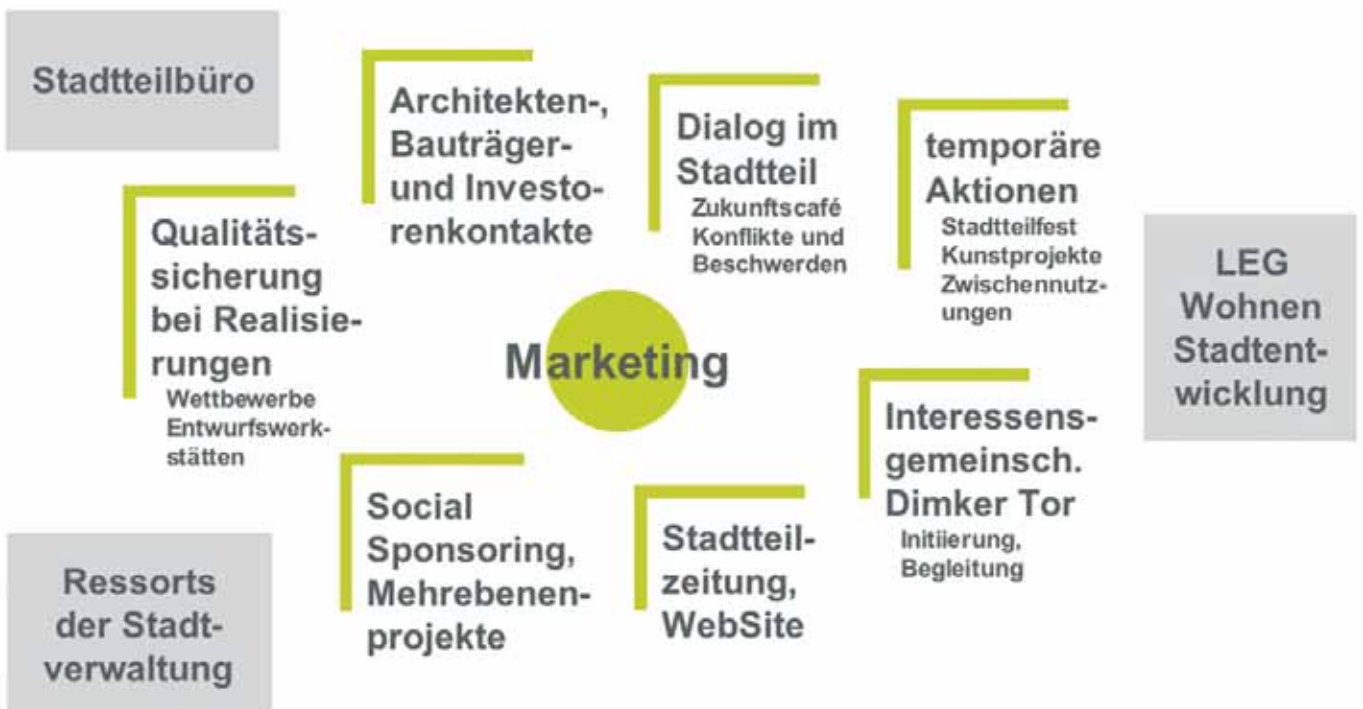 Stadtteilbüro
Architekten-,
Bauträger-
und Investo-
renkontakte
Dialog im
Stadtteil
Zukunftscafé
Konflikte und
Beschwerden
temporäre
Aktionen
Stadtteilfest
Kunstprojekte
Zwischennutz-
ungen
Qualitäts-
sicherung
bei Realisie-
rungen
Wettbewerbe
Entwurfswerk-
stätten
Marketing
LEG
Wohnen
Stadtent-
wicklung
Interessens-
gemeinsch.
Dimker Tor
Initiierung,
Begleitung
Social
Sponsoring,
Mehrebenen-
projekte
Stadtteil-
zeitung,
WebSite
Ressorts
der Stadt-
verwaltung